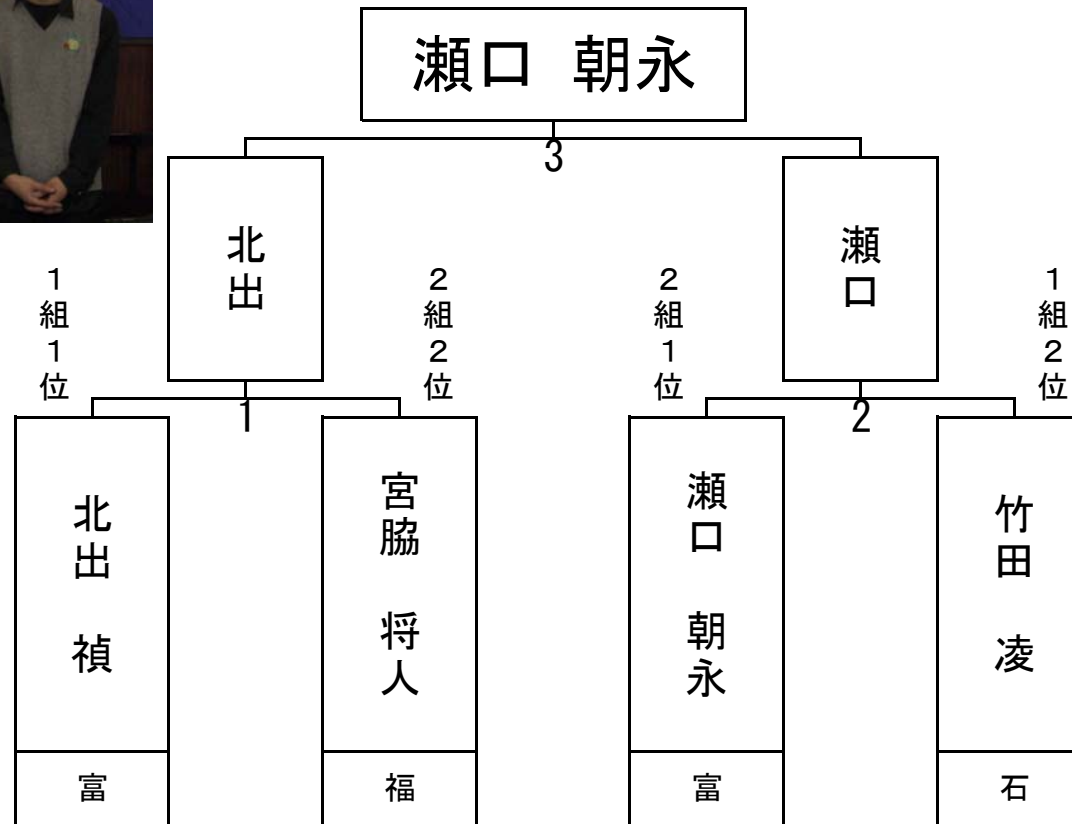 瀬口 朝永
3
北出
瀬口
1組1位
2組2位
2組1位
1組2位
1
2
北出 禎
宮脇 将人
瀬口 朝永
竹田 凌
富
福
富
石